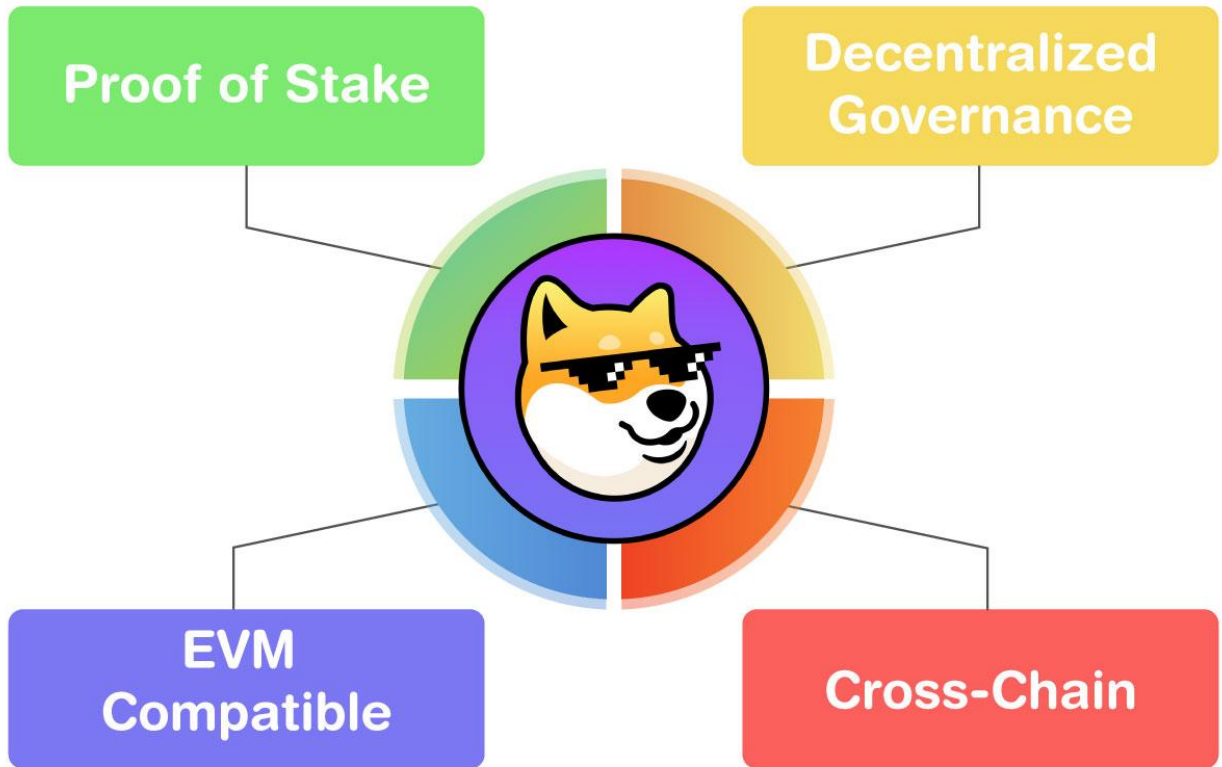 Proof of Stake
Decentralized
Governance
EVM
Compatible
Cross-Chain